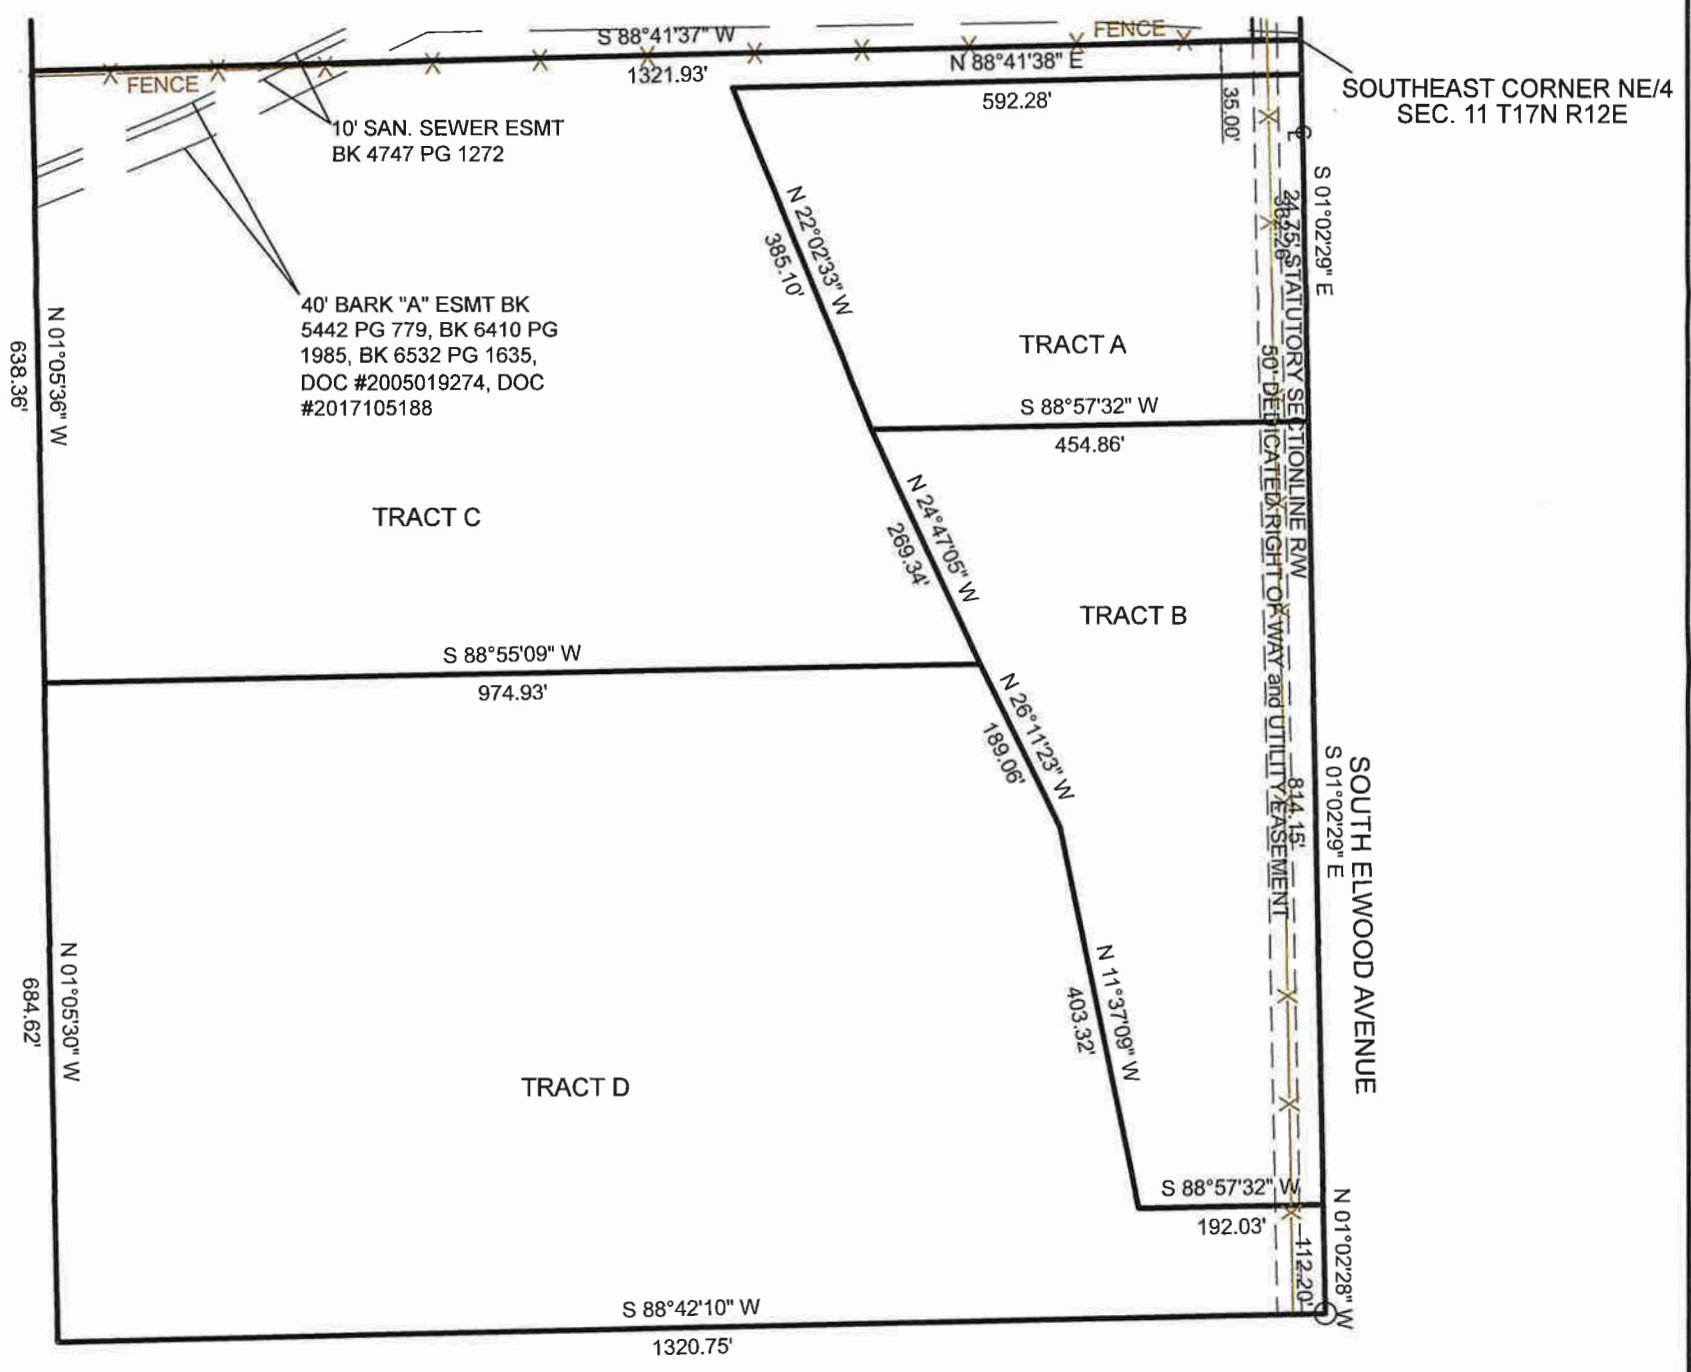 S 88°41'37" W
1321.93'
FENCE
FENCE
N 88°41'38" E
592.28'
35.00'
SOUTHEAST CORNER NE/4
SEC. 11 T17N R12E
10' SAN. SEWER ESMT
BK 4747 PG 1272
40' BARK "A" ESMT BK
5442 PG 779, BK 6410 PG
1985, BK 6532 PG 1635,
DOC #2005019274, DOC
#2017105188
N 22°02'33" W
385.10'
TRACT A
S 01°02'29" E
24.75' STATUTORY SECTIONLINE R/W
50' DEDICATED RIGHT OF WAY and UTILITY EASEMENT
N 01°05'36" W
638.36'
S 88°57'32" W
454.86'
TRACT C
N 24°47'05" W
269.34'
TRACT B
S 88°55'09" W
974.93'
N 26°11'23" W
189.06'
814.15'
S 01°02'29" E
SOUTH ELWOOD AVENUE
N 01°05'30" W
684.62'
N 11°37'09" W
403.32'
TRACT D
S 88°57'32" W
192.03'
N 01°02'28" W
112.20'
S 88°42'10" W
1320.75'